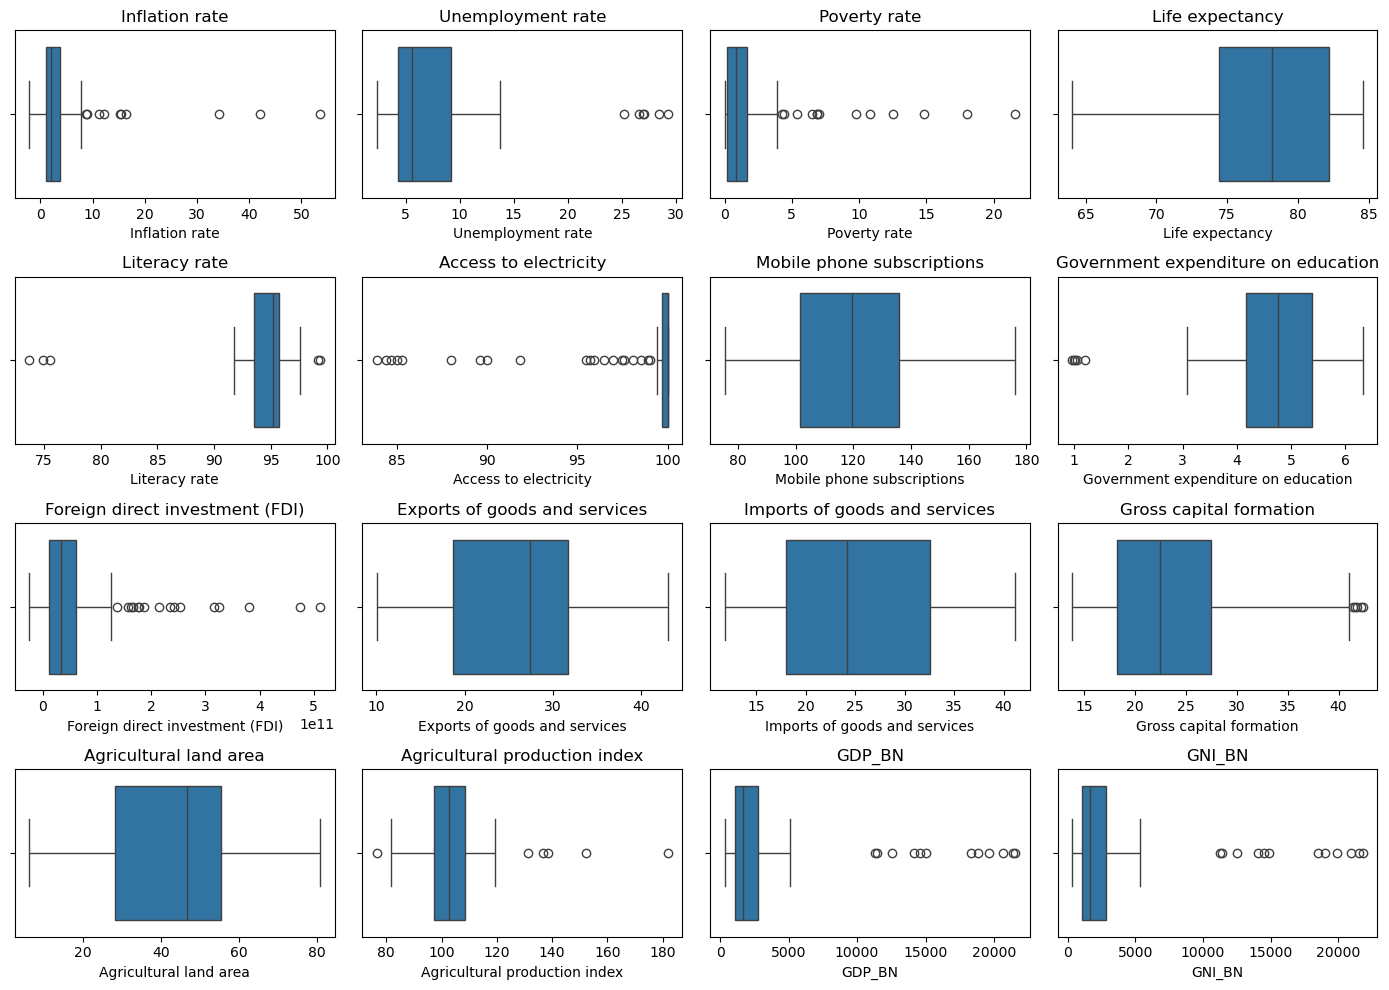 Inflation rate Unemployment rate Poverty rate Life expectancy
0 10 20 30 40 50 5 10 15 20 25 30 0 5 10 15 20 65 70 75 80 85
Inflation rate Unemployment rate Poverty rate Life expectancy
Literacy rate Access to electricity Mobile phone subscriptions Government expenditure on education
75 80 85 90 95 100 85 90 95 100 80 100 120 140 160 180 1 2 3 4 5 6
Literacy rate Access to electricity Mobile phone subscriptions Government expenditure on education
Foreign direct investment (FDI) Exports of goods and services Imports of goods and services Gross capital formation
0 1 2 3 4 5 10 20 30 40 15 20 25 30 35 40 15 20 25 30 35 40
Foreign direct investment (FDI) 1e11 Exports of goods and services Imports of goods and services Gross capital formation
Agricultural land area Agricultural production index GDP_BN GNI_BN
20 40 60 80 80 100 120 140 160 180 0 5000 10000 15000 20000 0 5000 10000 15000 20000
Agricultural land area Agricultural production index GDP_BN GNI_BN